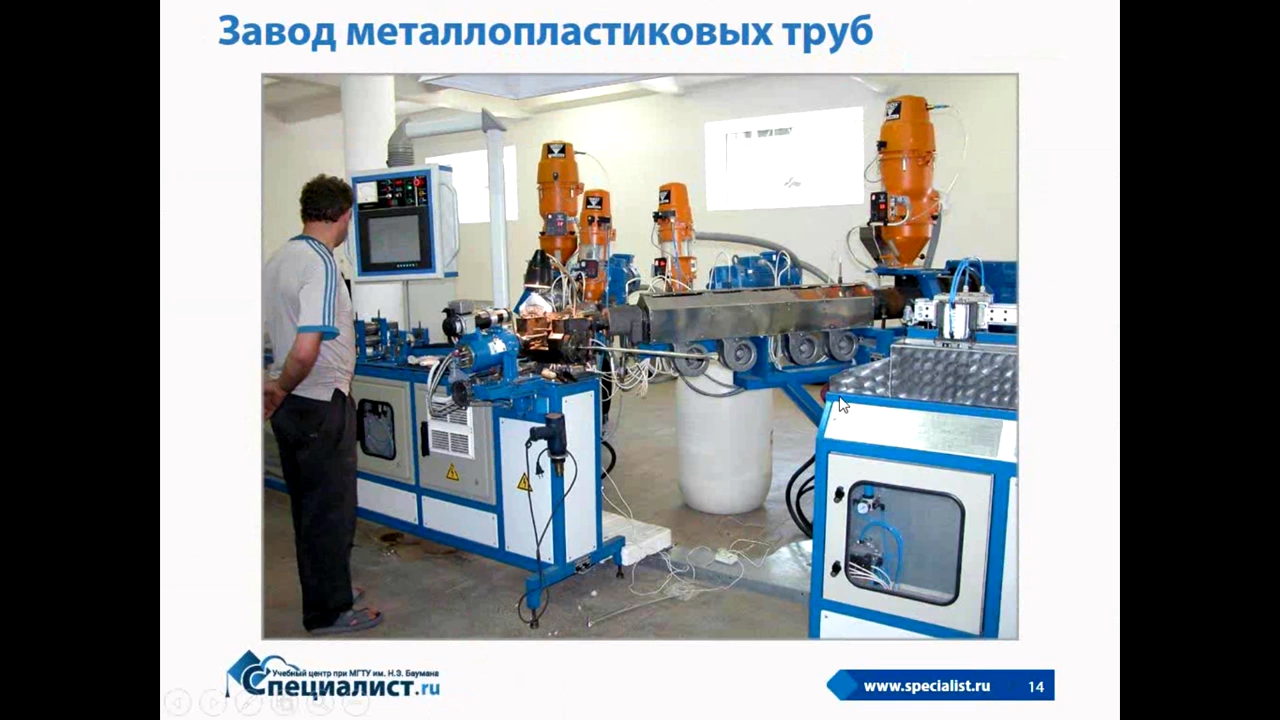 Завод металлопластиковых труб
Учебный центр при МГТУ им. Н.Э. Баумана
Специалист.ru
www.specialist.ru
14